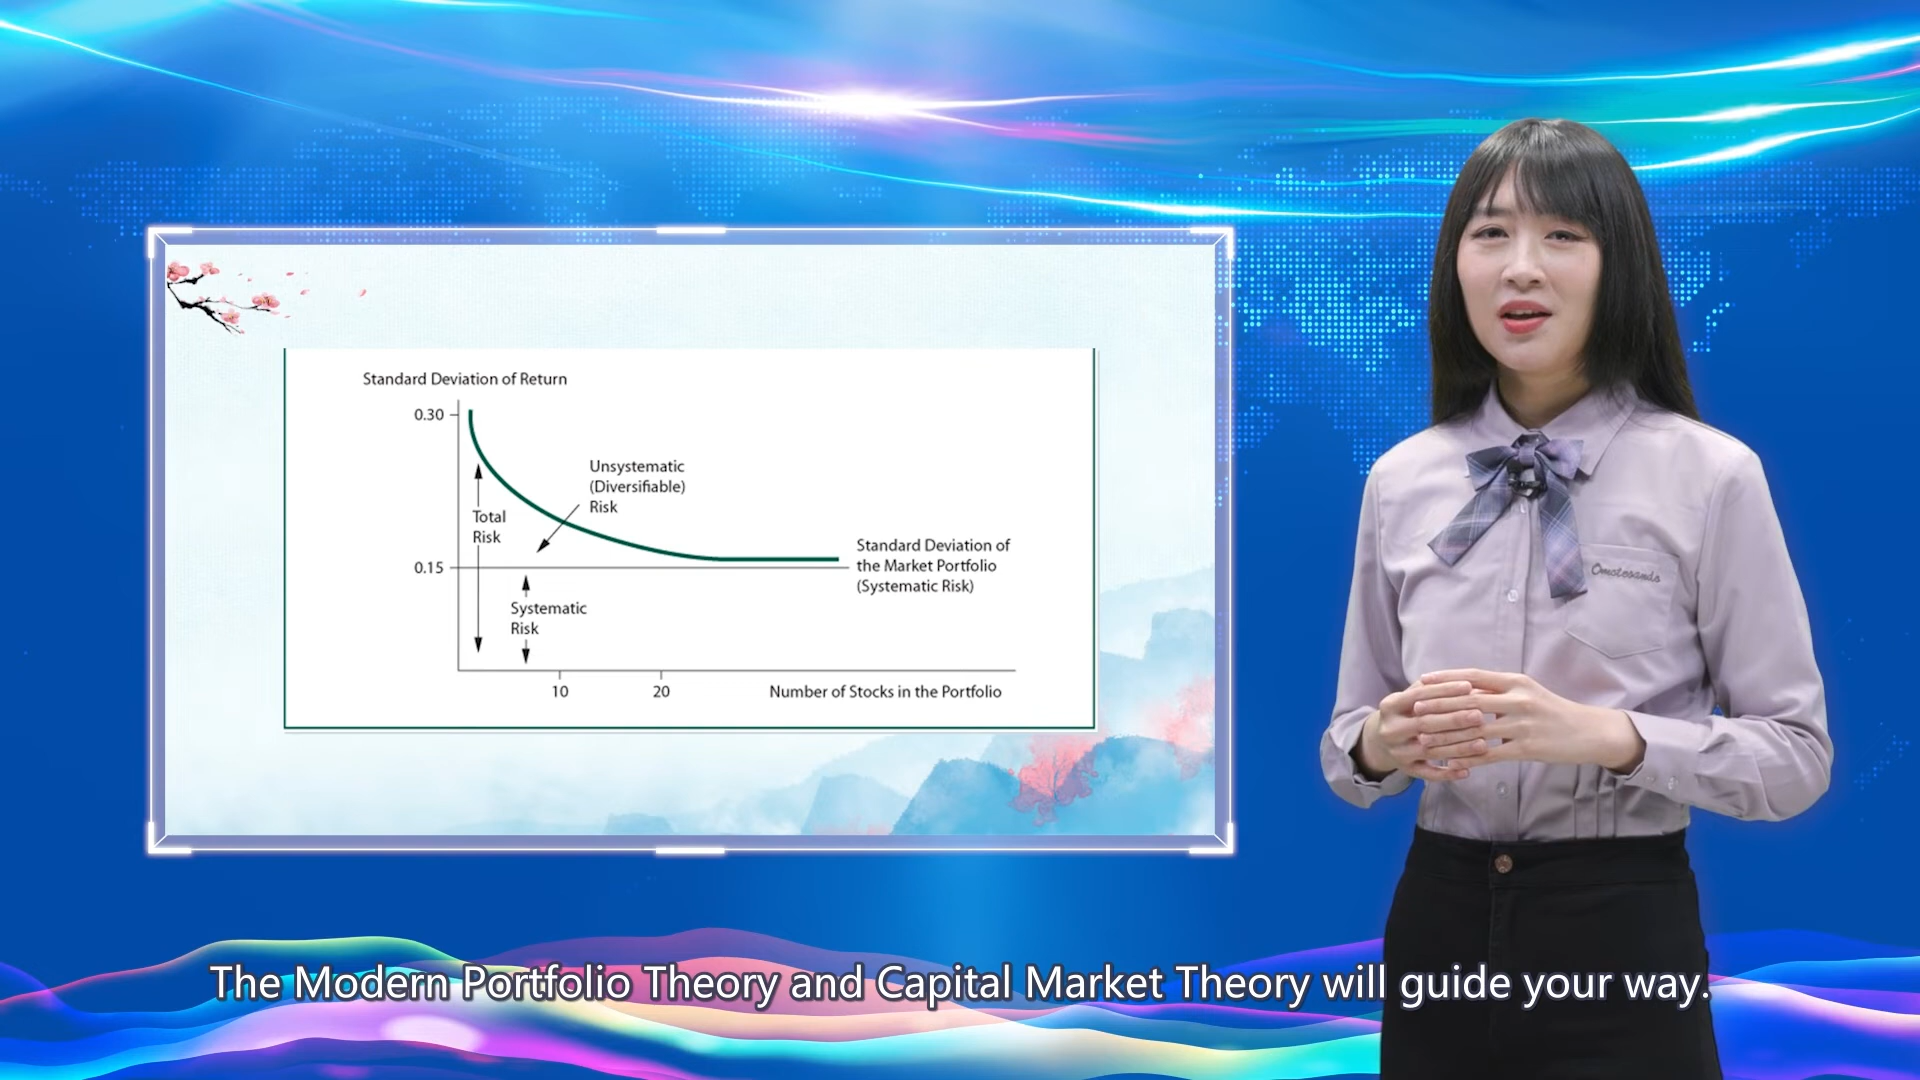 Standard Deviation of Return
0.30
Unsystematic
(Diversifiable)
Risk
Total
Risk
Standard Deviation of
the Market Portfolio
(Systematic Risk)
0.15
Systematic
Risk
10
20
Number of Stocks in the Portfolio
The Modern Portfolio Theory and Capital Market Theory will guide your way.